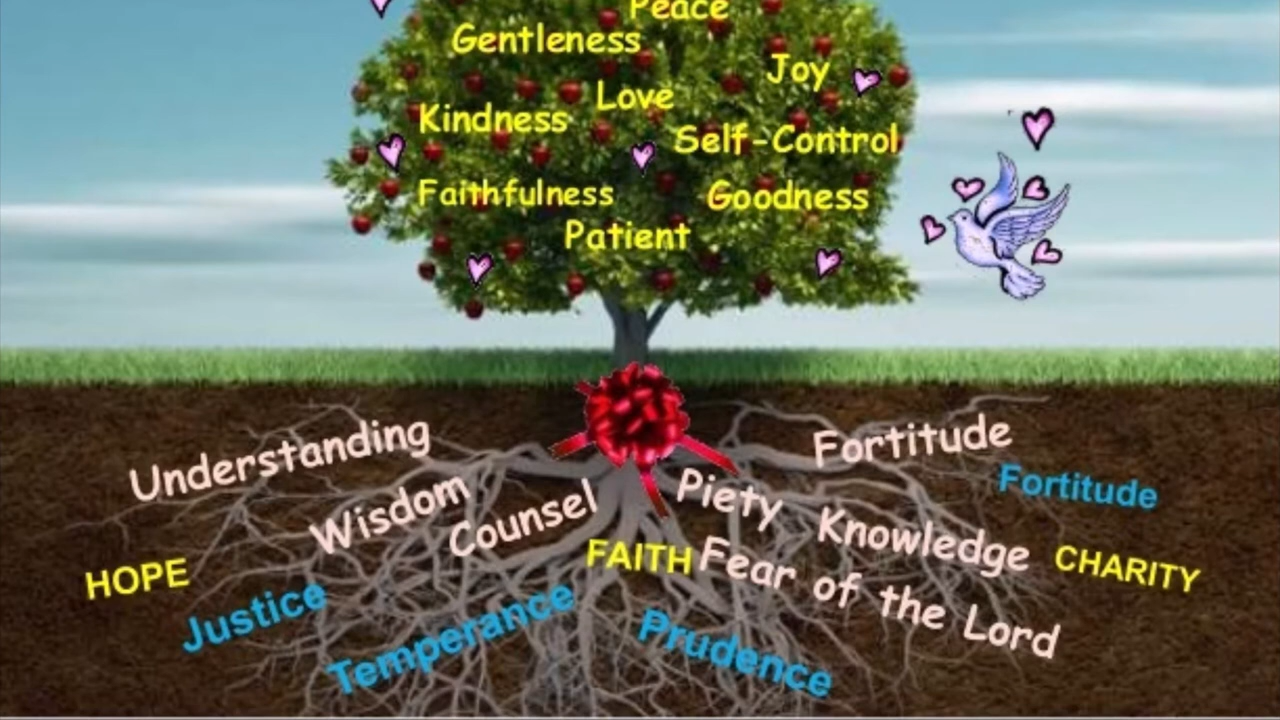 Peace
Gentleness
Joy
Love
Kindness
Self-Control
Faithfulness
Goodness
Patient
Understanding
Fortitude
Wisdom
Counsel
Piety
Fortitude
Knowledge
HOPE
FAITH
Fear of the Lord
CHARITY
Justice
Temperance
Prudence